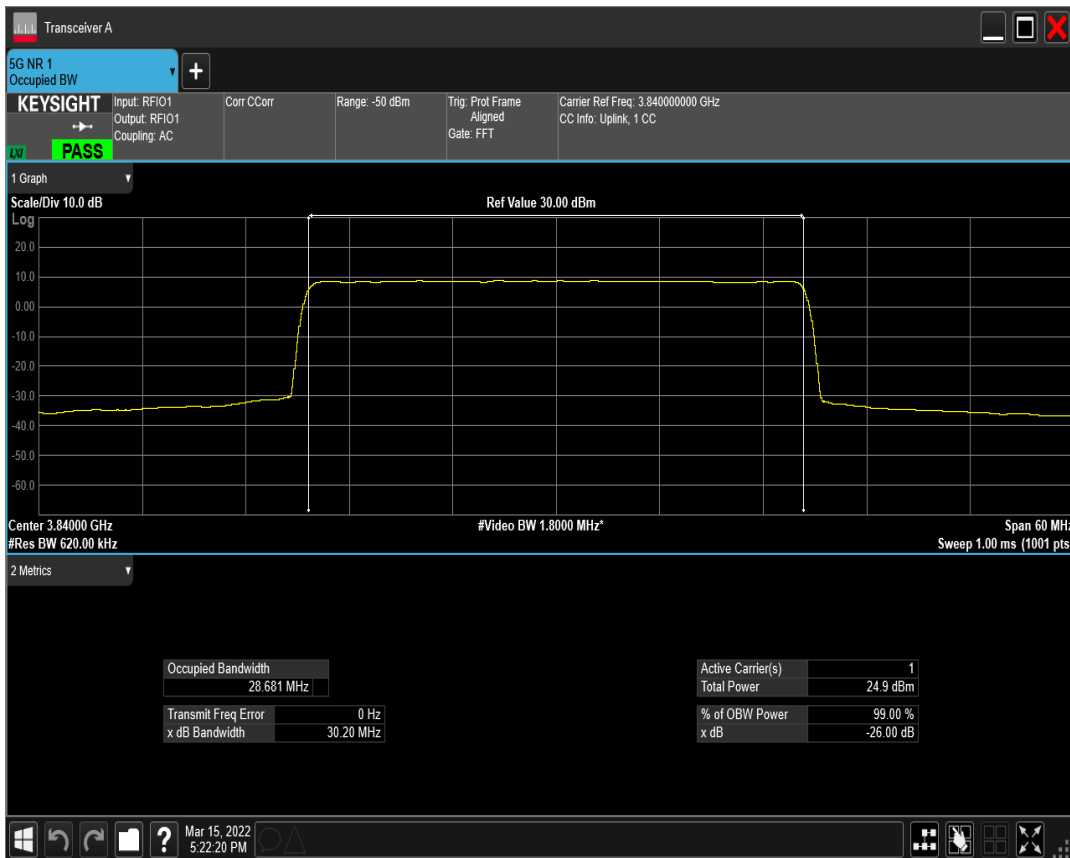 Transceiver A
5G NR 1
Occupied BW
KEYSIGHT
LXI
PASS
Input: RFIO1
Output: RFIO1
Coupling: AC
Corr CCorr
Range: -50 dBm
Trig: Prot Frame
Aligned
Gate: FFT
Carrier Ref Freq: 3.840000000 GHz
CC Info: Uplink, 1 CC
1 Graph
Scale/Div 10.0 dB
Ref Value 30.00 dBm
Log
20.0
10.0
0.00
-10.0
-20.0
-30.0
-40.0
-50.0
-60.0
Center 3.84000 GHz
#Video BW 1.8000 MHz*
Span 60 MHz
#Res BW 620.00 kHz
Sweep 1.00 ms (1001 pts
2 Metrics
Occupied Bandwidth
28.681 MHz
Transmit Freq Error 0 Hz
x dB Bandwidth 30.20 MHz
Active Carrier(s) 1
Total Power 24.9 dBm
% of OBW Power 99.00 %
x dB -26.00 dB
?
Mar 15, 2022
5:22:20 PM